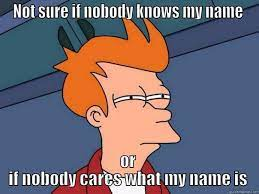 Not sure if nobody knows my name
or
if nobody cares what my name is